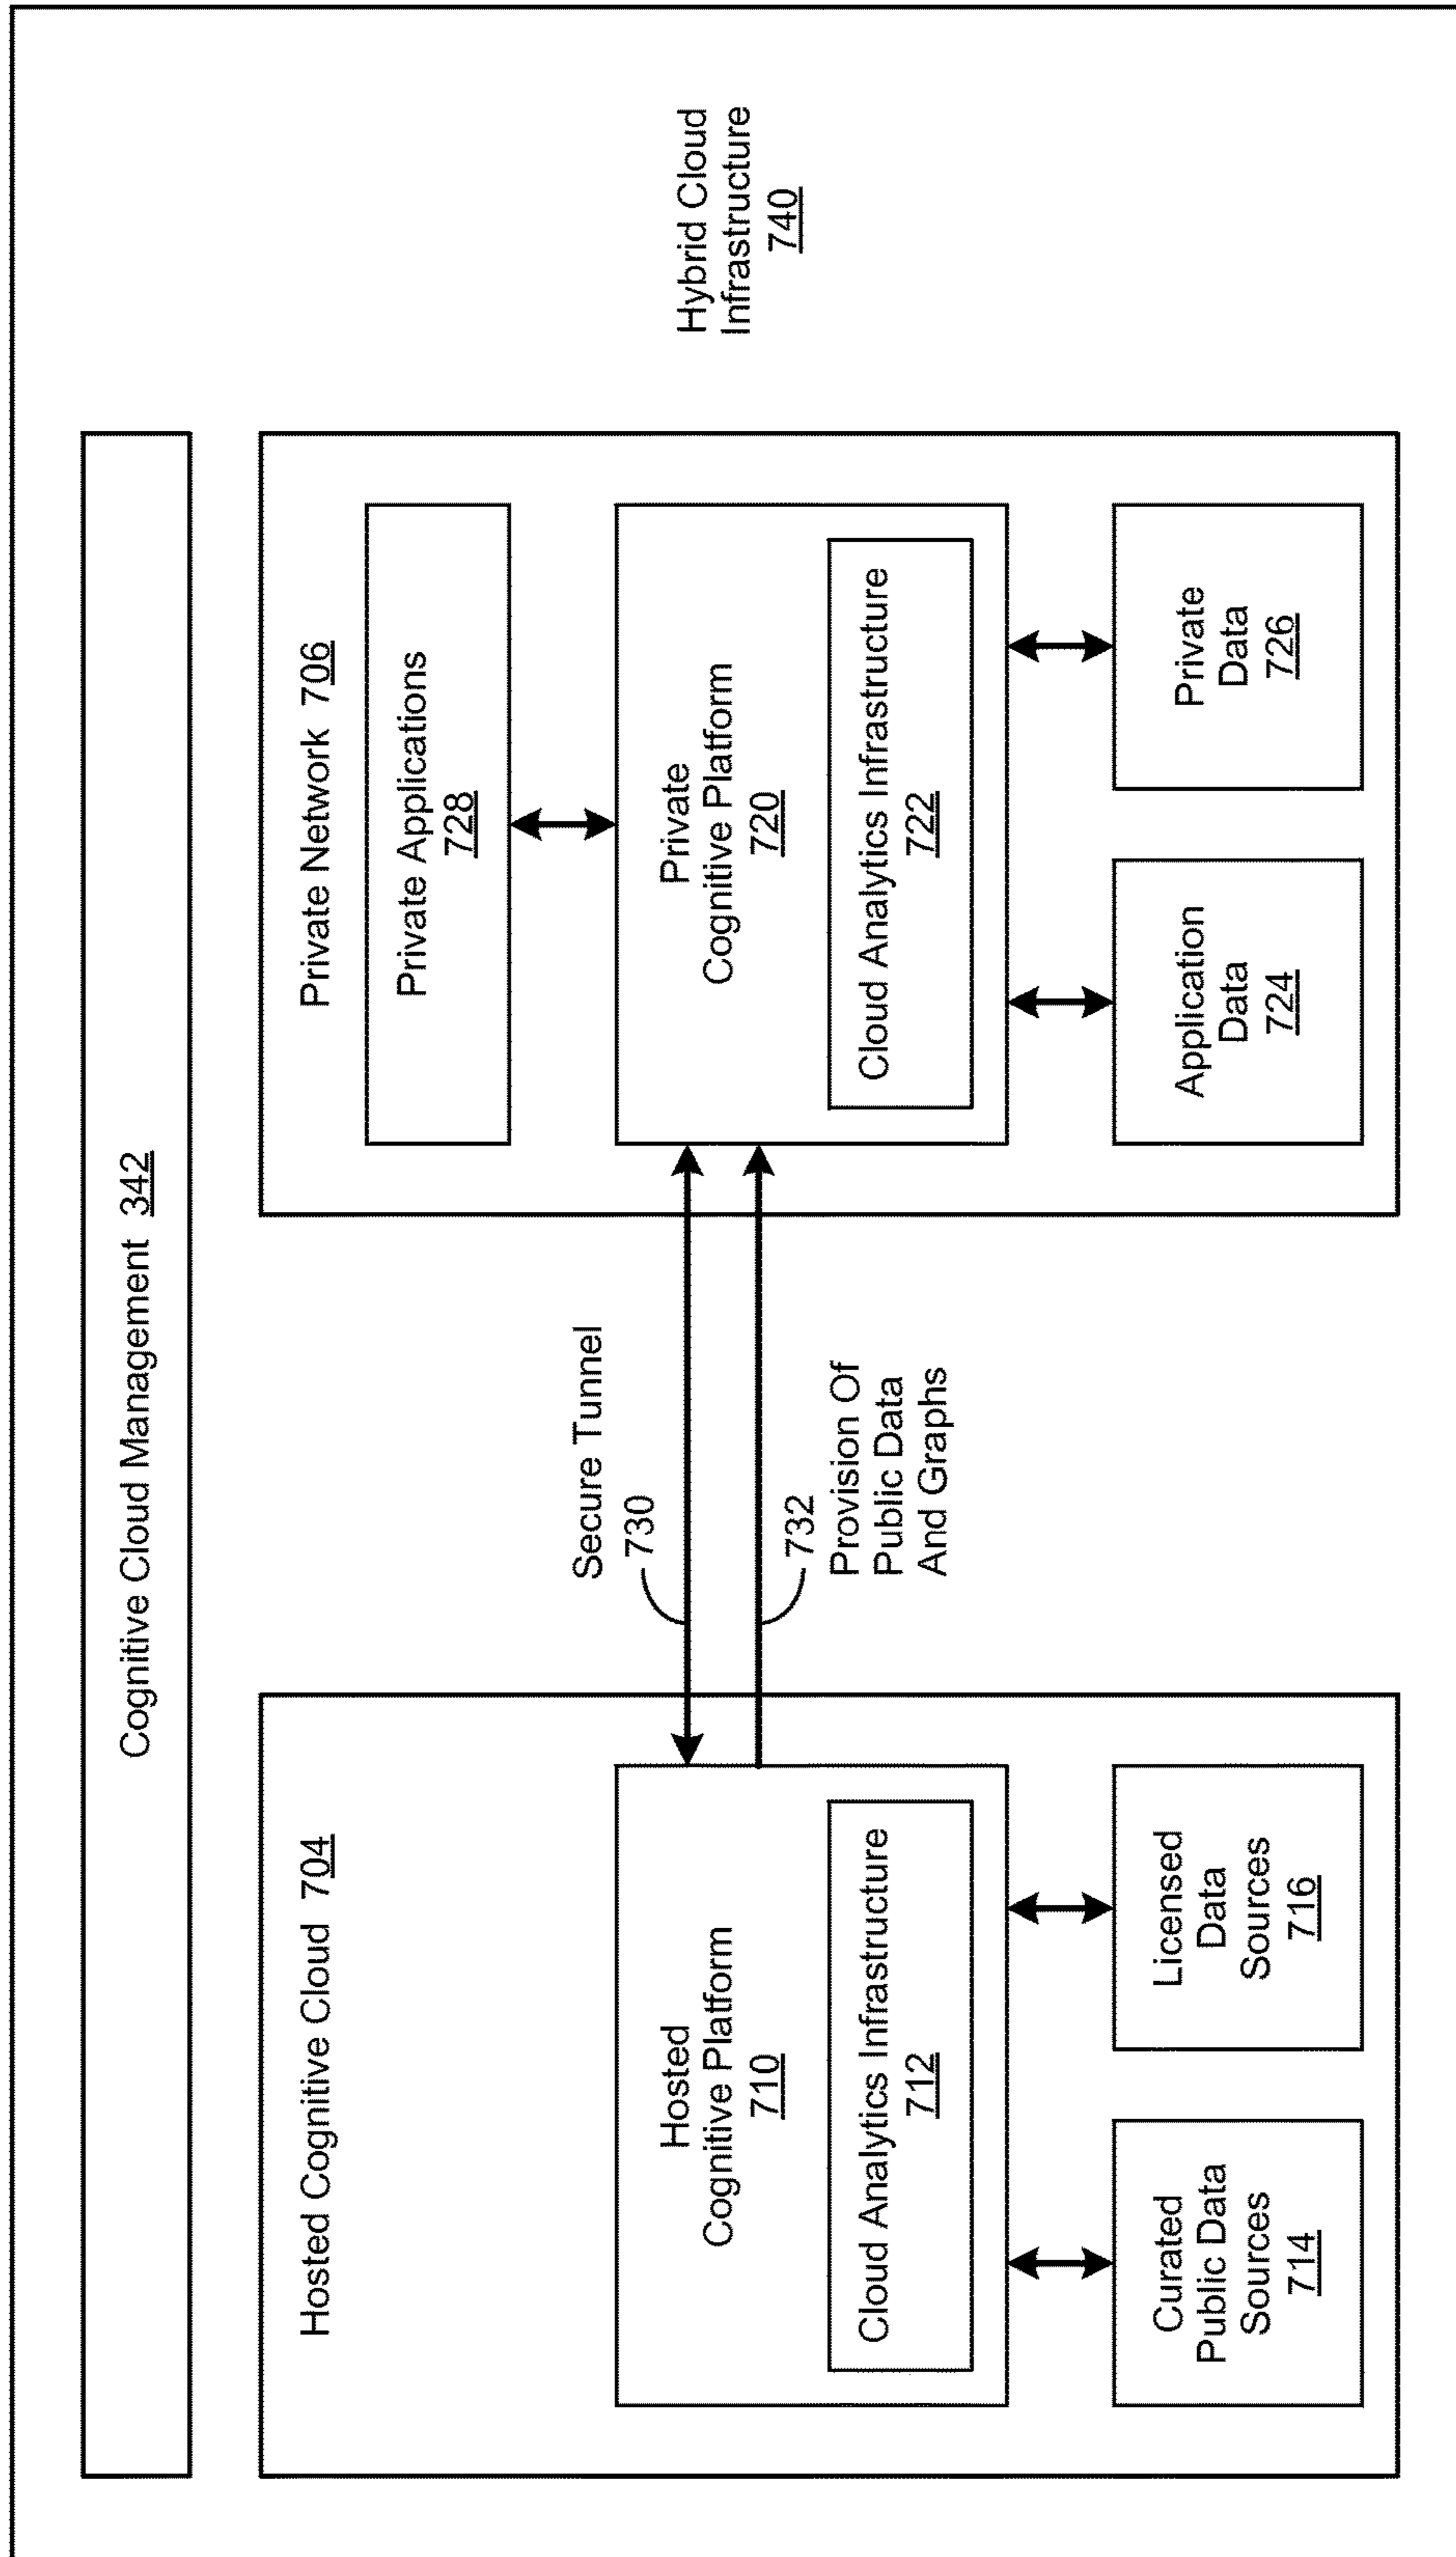 Cognitive Cloud Management 342
Hosted Cognitive Cloud 704
Hosted
Cognitive Platform
710
Cloud Analytics Infrastructure
712
Curated
Public Data
Sources
714
Licensed
Data
Sources
716
Secure Tunnel
730
732
Provision Of
Public Data
And Graphs
Private Network 706
Private Applications
728
Private
Cognitive Platform
720
Cloud Analytics Infrastructure
722
Application
Data
724
Private
Data
726
Hybrid Cloud
Infrastructure
740